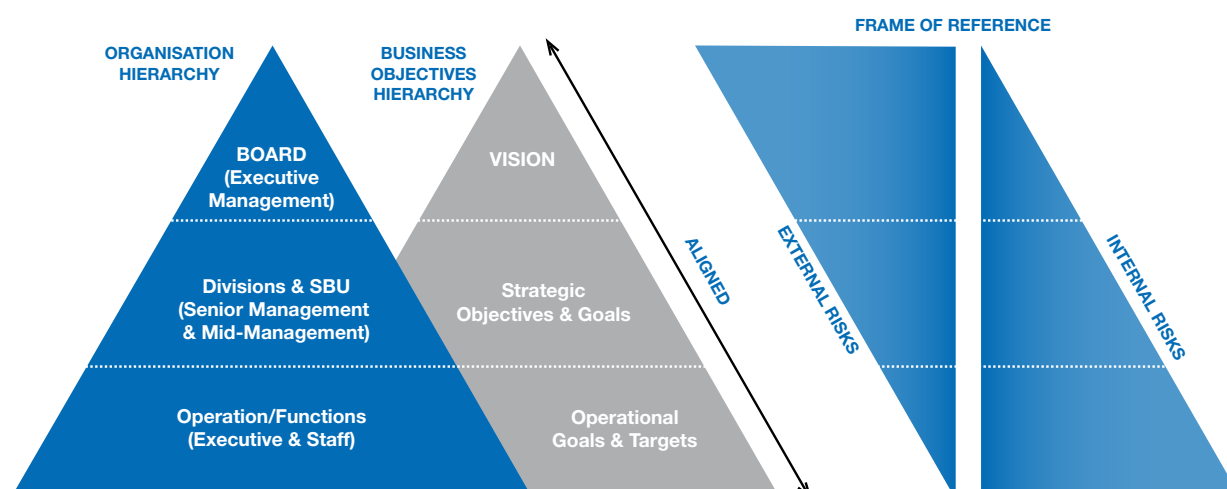 ORGANISATION
HIERARCHY
BUSINESS
OBJECTIVES
HIERARCHY
FRAME OF REFERENCE
BOARD
(Executive
Management)
VISION
Divisions & SBU
(Senior Management
& Mid-Management)
Strategic
Objectives & Goals
Operation/Functions
(Executive & Staff)
Operational
Goals & Targets
ALIGNED
EXTERNAL RISKS
INTERNAL RISKS